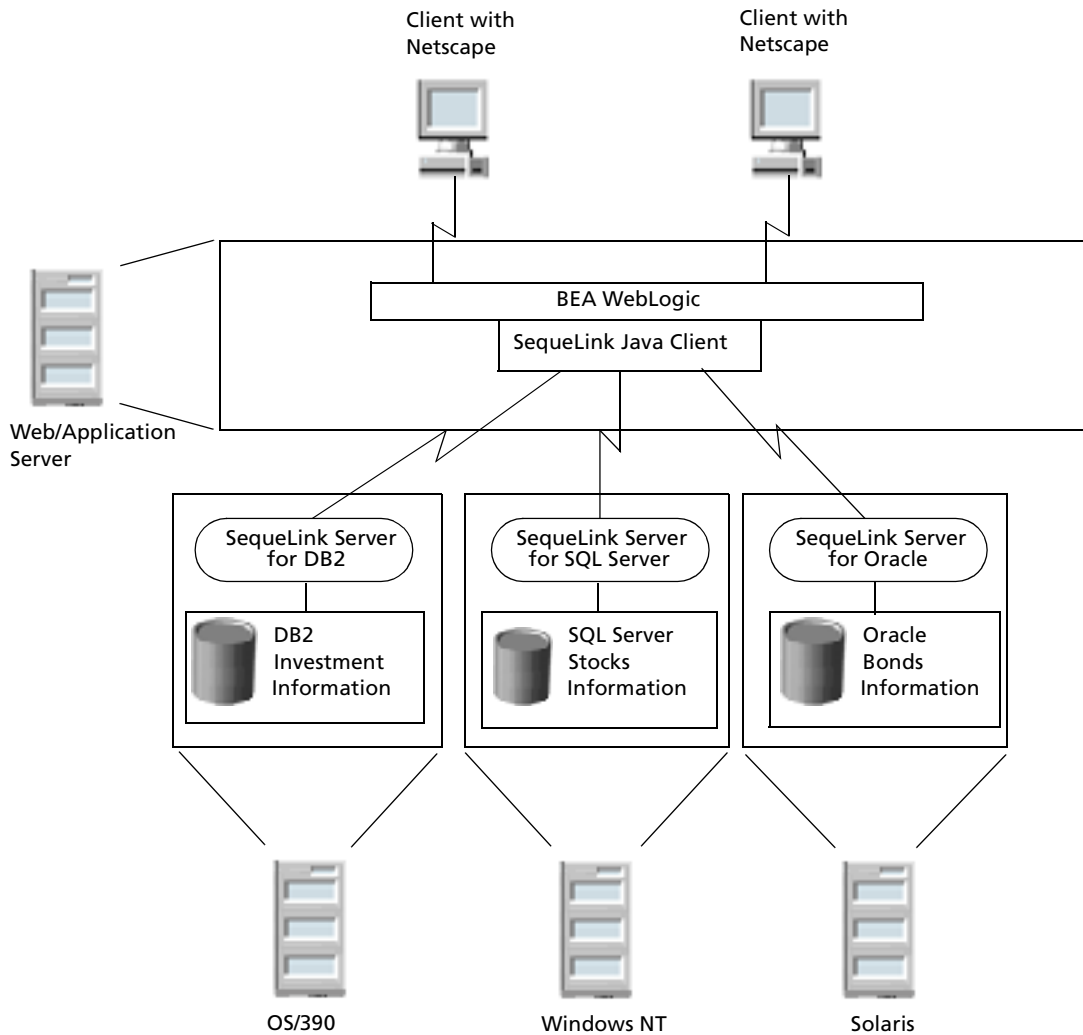 Client with
Netscape
Client with
Netscape
BEA WebLogic
SequeLink Java Client
Web/Application
Server
SequeLink Server
for DB2
SequeLink Server
for SQL Server
SequeLink Server
for Oracle
DB2
Investment
Information
SQL Server
Stocks
Information
Oracle
Bonds
Information
OS/390
Windows NT
Solaris